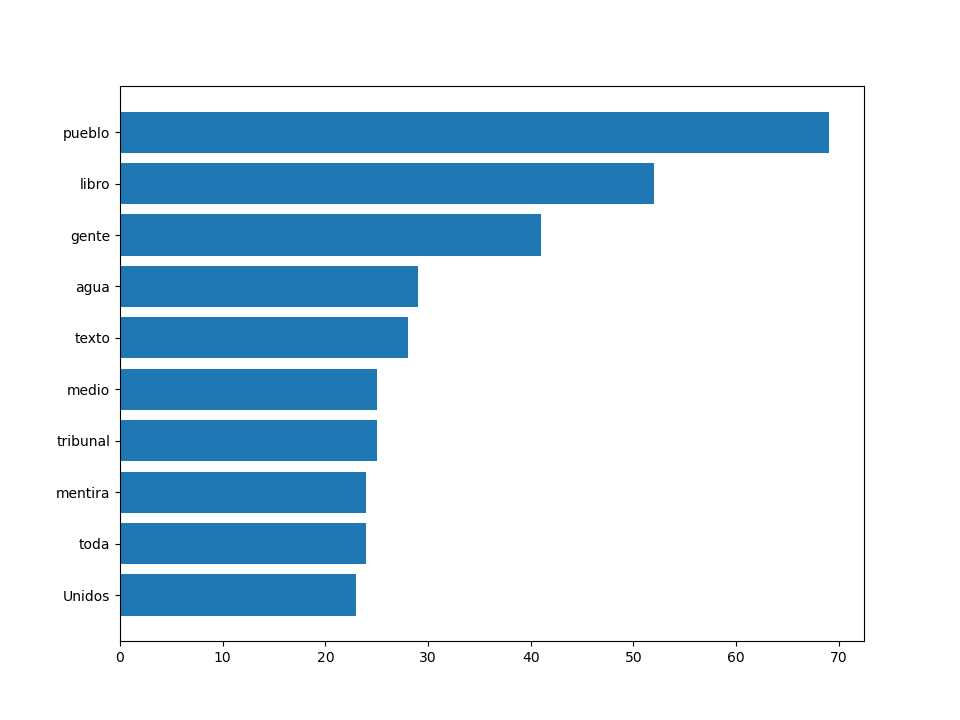 pueblo
libro
gente
agua
texto
medio
tribunal
mentira
toda
Unidos
0 10 20 30 40 50 60 70